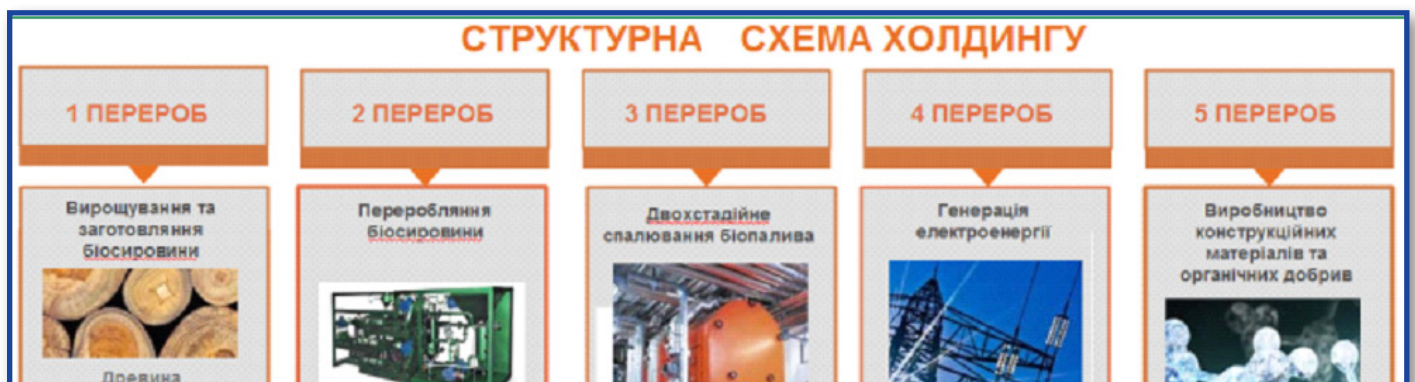 СТРУКТУРНА СХЕМА ХОЛДИНГУ
1 ПЕРЕРОБ
2 ПЕРЕРОБ
3 ПЕРЕРОБ
4 ПЕРЕРОБ
5 ПЕРЕРОБ
Вирощування та
заготовляння
біосировини
Древина
Переробляння
біосировини
Двохстадійне
спалювання біопалива
Генерація
електроенергії
Виробництво
конструкційних
матеріалів та
органічних добрив